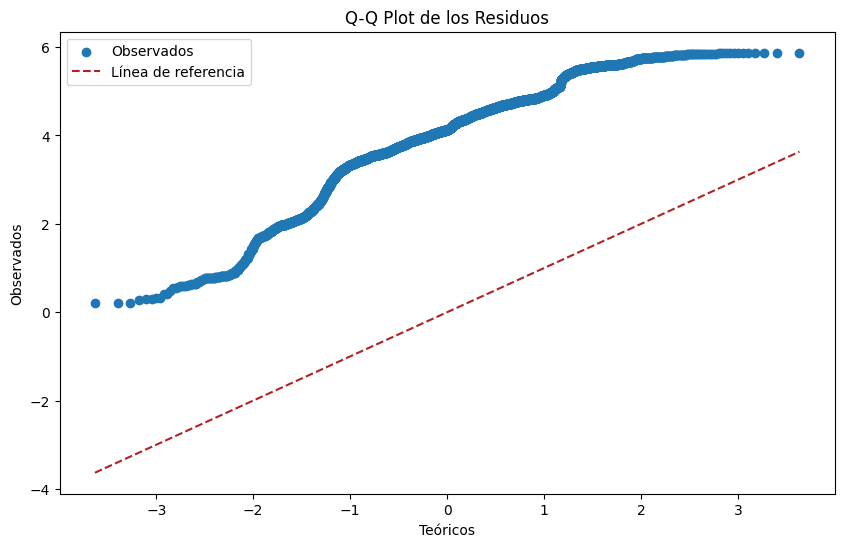 Q-Q Plot de los Residuos
Observados
Línea de referencia
6
4
2
0
−2
−4
Observados
−3
−2
−1
0
1
2
3
Teóricos